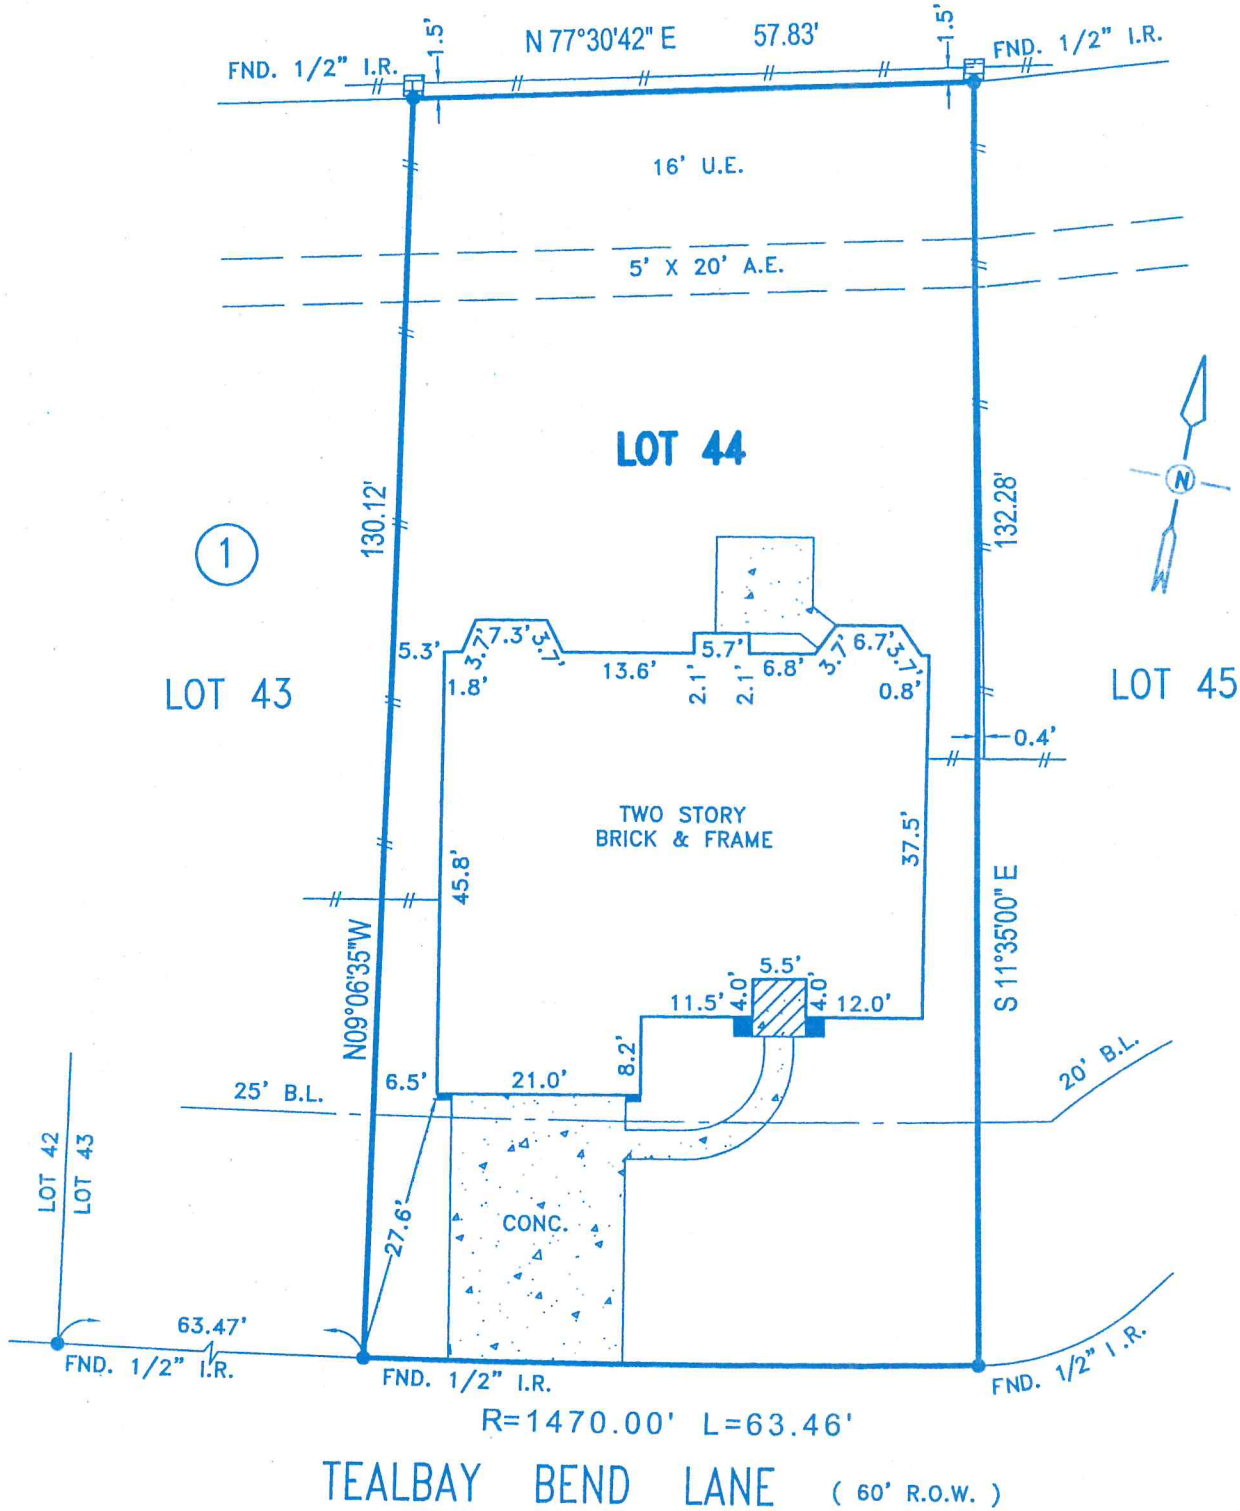 1.5'
N 77°30'42" E 57.83'
1.5'
FND. 1/2" I.R.
FND. 1/2" I.R.
16' U.E.
5' X 20' A.E.
LOT 44
N
130.12'
132.28'
1
5.3'
3.7'
7.3'
3.7'
1.8'
13.6'
2.1'
5.7'
2.1'
6.8'
3.7'
6.7'
3.7'
0.8'
LOT 43
LOT 45
0.4'
TWO STORY
BRICK & FRAME
37.5'
45.8'
N09°06'35"W
S 11°35'00" E
5.5'
11.5'
4.0'
4.0'
12.0'
8.2'
6.5'
21.0'
25' B.L.
20' B.L.
LOT 42
LOT 43
27.6'
CONC.
63.47'
FND. 1/2" I.R.
FND. 1/2" I.R.
FND. 1/2" I.R.
R=1470.00' L=63.46'
TEALBAY BEND LANE ( 60' R.O.W. )